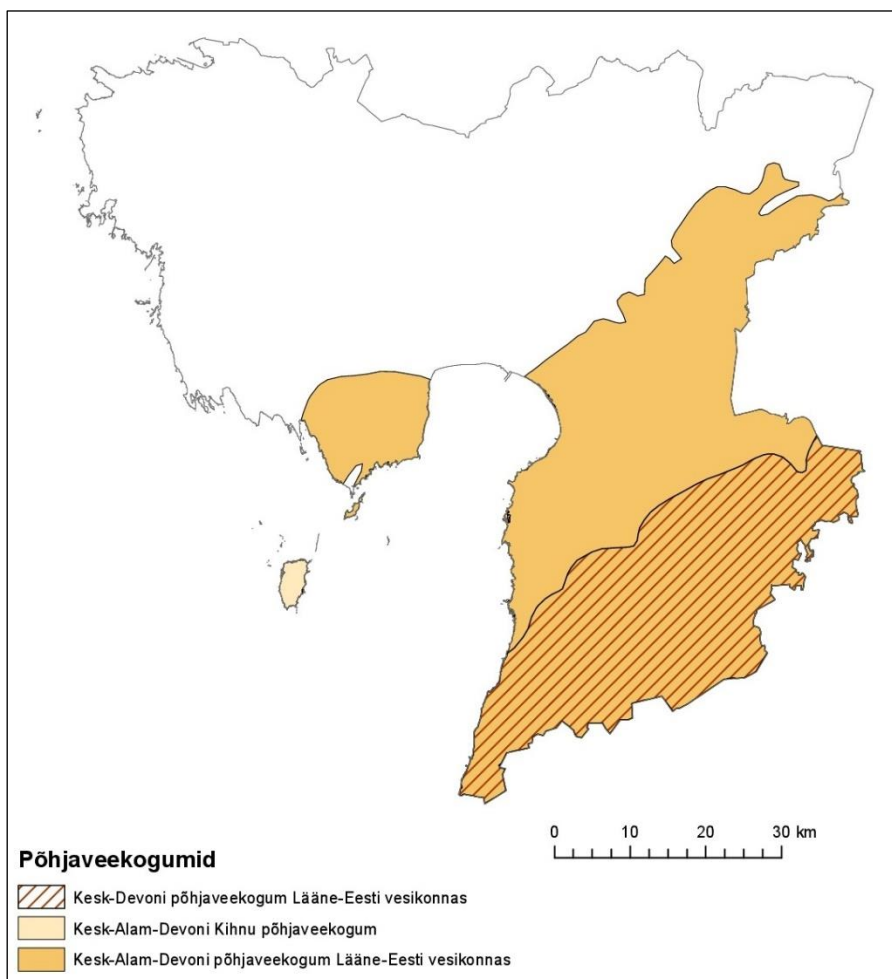 0 10 20 30 km
Põhjaveekogumid
Kesk-Devoni põhjaveekogum Lääne-Eesti vesikonnas
Kesk-Alam-Devoni Kihnu põhjaveekogum
Kesk-Alam-Devoni põhjaveekogum Lääne-Eesti vesikonnas